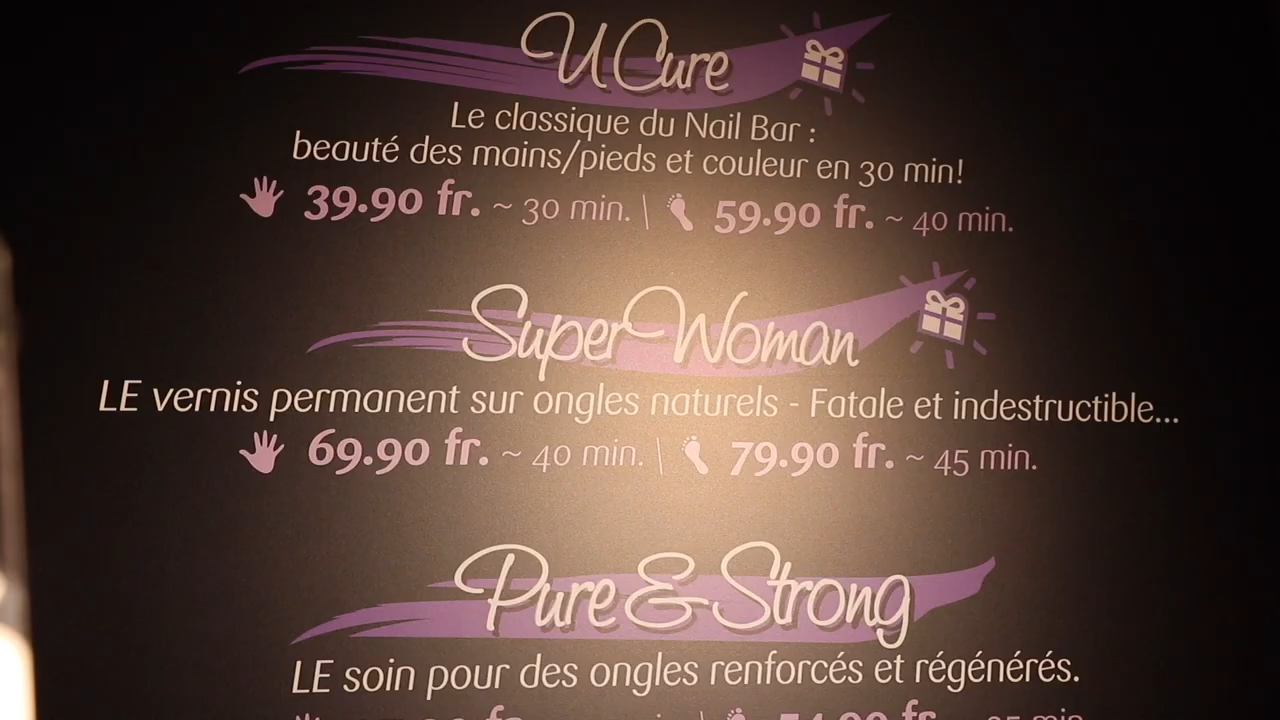 U Cure
Le classique du Nail Bar :
beauté des mains/pieds et couleur en 30 min!
39.90 fr. ~ 30 min. | 59.90 fr. ~ 40 min.
Super Woman
LE vernis permanent sur ongles naturels - Fatale et indestructible...
69.90 fr. ~ 40 min. | 79.90 fr. ~ 45 min.
Pure & Strong
LE soin pour des ongles renforcés et régénérés.